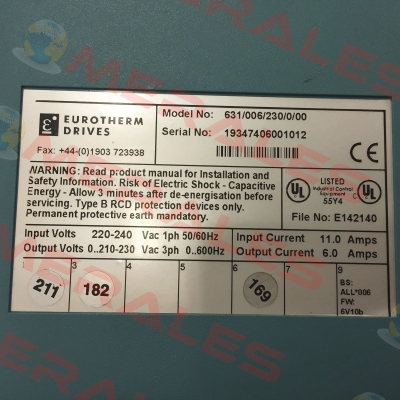 EUROTHERM
DRIVES
Fax: +44-(0)1903 723938
Model No: 631/006/230/0/00
Serial No: 19347406001012
WARNING: Read product manual for Installation and
Safety Information. Risk of Electric Shock - Capacitive
Energy - Allow 3 minutes after de-energisation before
servicing. Type B RCD protection devices only.
Permanent protective earth mandatory.
LISTED
Industrial Control
Equipment
55Y4
File No: E142140
Input Volts 220-240 Vac 1ph 50/60Hz
Output Volts 0..210-230 Vac 3ph 0..600Hz
Input Current 11.0 Amps
Output Current 6.0 Amps
1 3 4 5 6 7 9
211 182 169
BS:
ALL*006
FW:
6V10b
MERALES